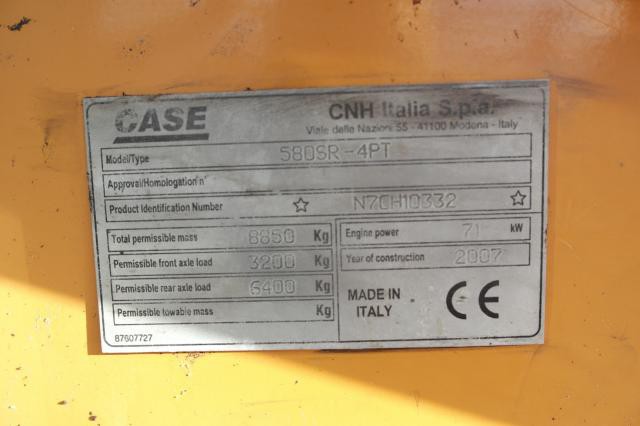 CASE
CNH Italia S.p.a.
Viale delle Nazioni 55 - 41100 Modena - Italy
Model/Type 580SR-4PT
Approval/Homologation n°
Product Identification Number ☆ N7CH10332 ☆
Total permissible mass 8850 Kg
Permissible front axle load 3200 Kg
Permissible rear axle load 6400 Kg
Permissible towable mass Kg
Engine power 71 kW
Year of construction 2007
MADE IN
ITALY
CE
87607727